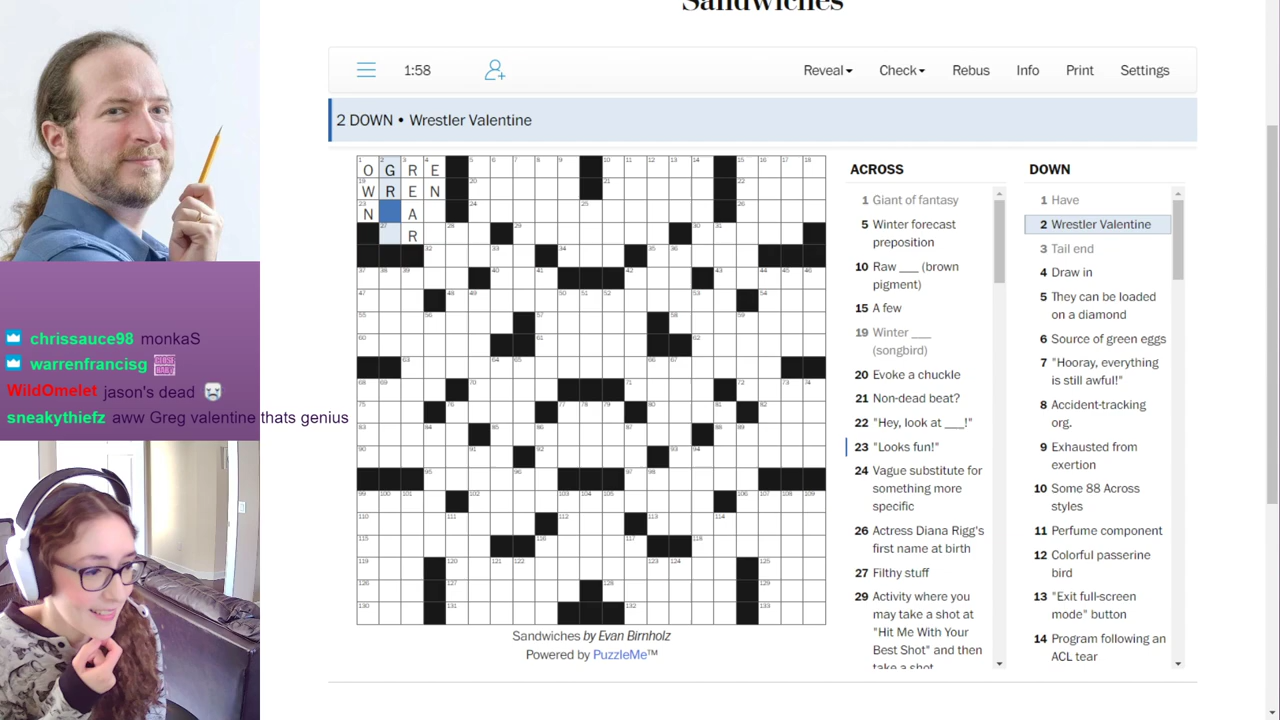 Sandwiches
1:58
Reveal
Check
Rebus
Info
Print
Settings
2 DOWN • Wrestler Valentine
O G R E
W R E N
N A
R
ACROSS
1 Giant of fantasy
5 Winter forecast
preposition
10 Raw ___ (brown
pigment)
15 A few
19 Winter ___
(songbird)
20 Evoke a chuckle
21 Non-dead beat?
22 "Hey, look at ___!"
23 "Looks fun!"
24 Vague substitute for
something more
specific
26 Actress Diana Rigg's
first name at birth
27 Filthy stuff
29 Activity where you
may take a shot at
"Hit Me With Your
Best Shot" and then
take a shot
DOWN
1 Have
2 Wrestler Valentine
3 Tail end
4 Draw in
5 They can be loaded
on a diamond
6 Source of green eggs
7 "Hooray, everything
is still awful!"
8 Accident-tracking
org.
9 Exhausted from
exertion
10 Some 88 Across
styles
11 Perfume component
12 Colorful passerine
bird
13 "Exit full-screen
mode" button
14 Program following an
ACL tear
Sandwiches by Evan Birnholz
Powered by PuzzleMe™
chrissauce98 monkaS
warrenfrancisg
WildOmelet jason's dead
sneakythiefz aww Greg valentine thats genius